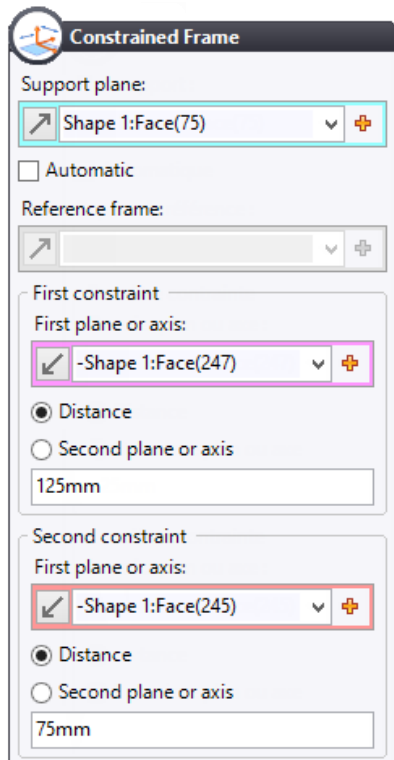 Constrained Frame
Support plane:
Shape 1:Face(75)
Automatic
Reference frame:
First constraint
First plane or axis:
-Shape 1:Face(247)
Distance
Second plane or axis
125mm
Second constraint
First plane or axis:
-Shape 1:Face(245)
Distance
Second plane or axis
75mm